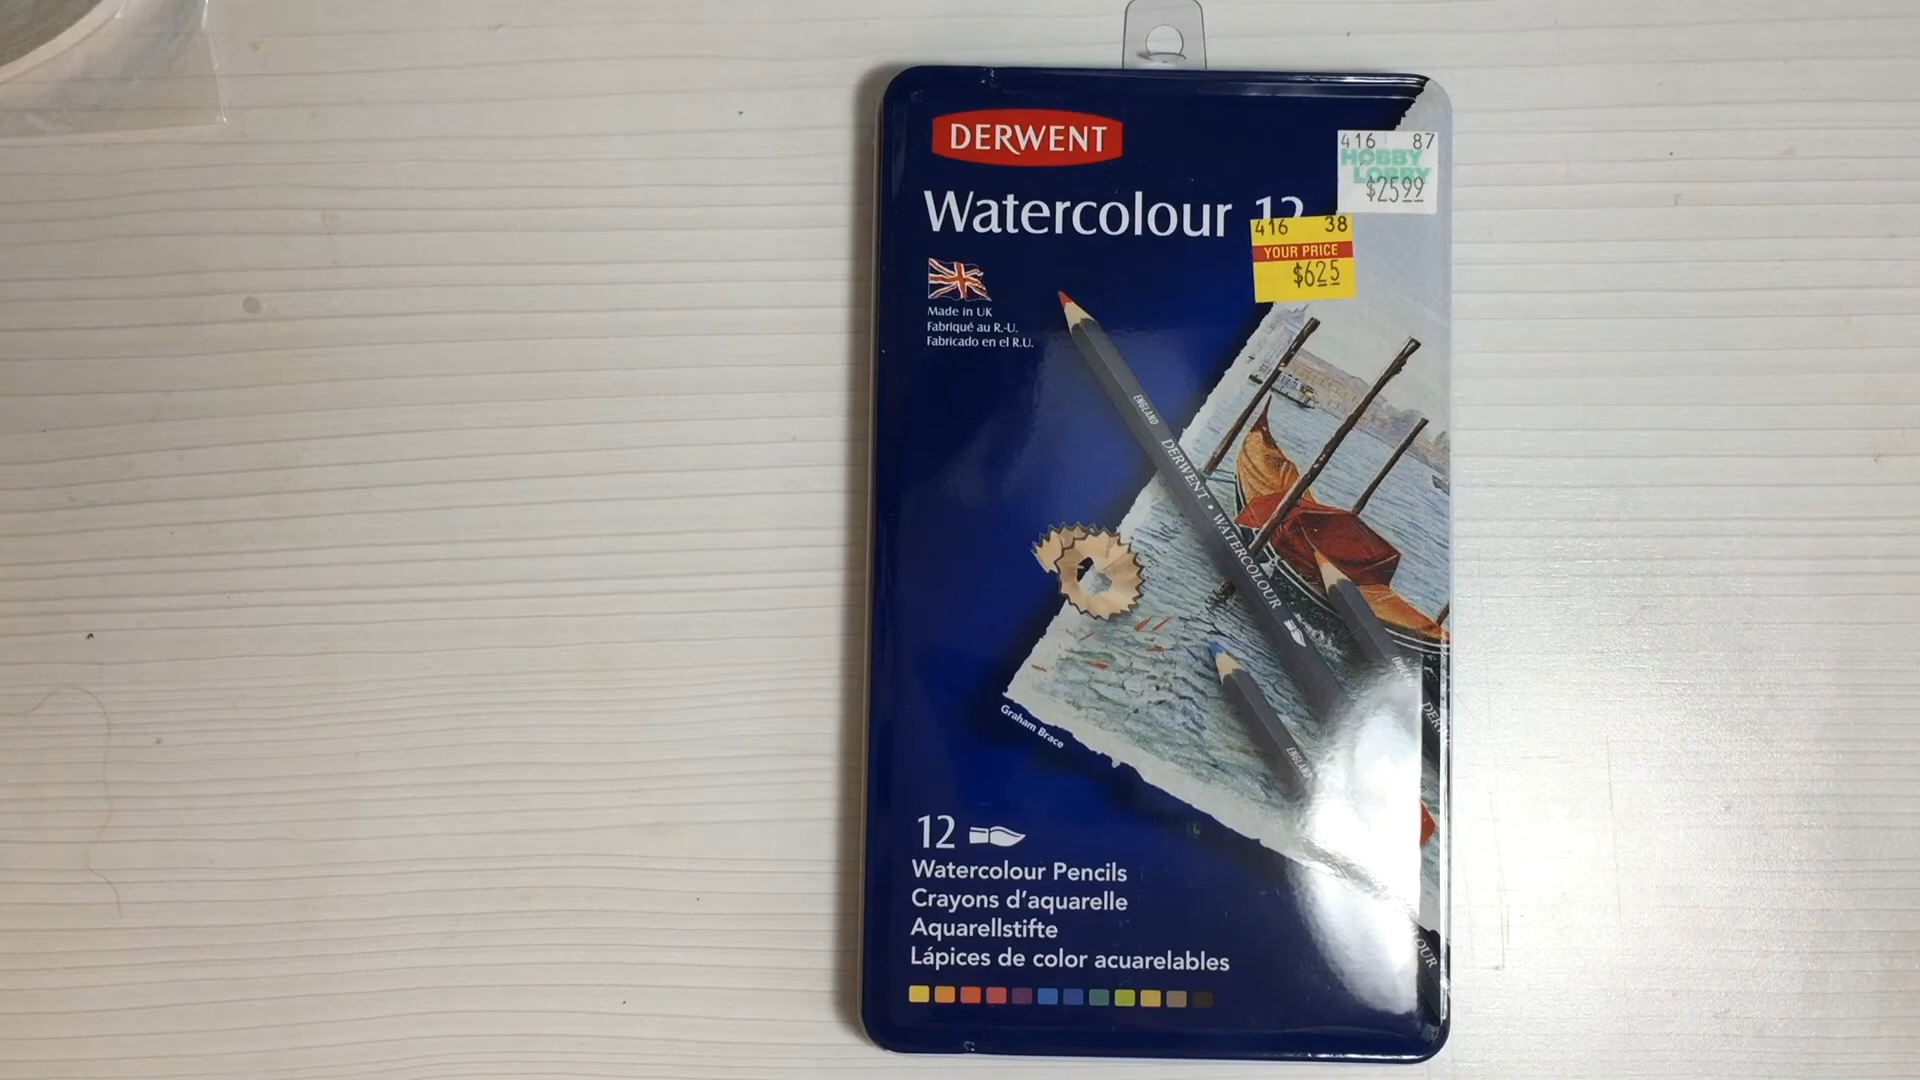 DERWENT
416 87
HOBBY
LOBBY
$25.99
Watercolour 12
416 38
YOUR PRICE
$6.25
Made in UK
Fabriqué au R.-U.
Fabricado en el R.U.
ENGLAND DERWENT • WATERCOLOUR
Graham Brace
ENGLAND
12
Watercolour Pencils
Crayons d'aquarelle
Aquarellstifte
Lápices de color acuarelables